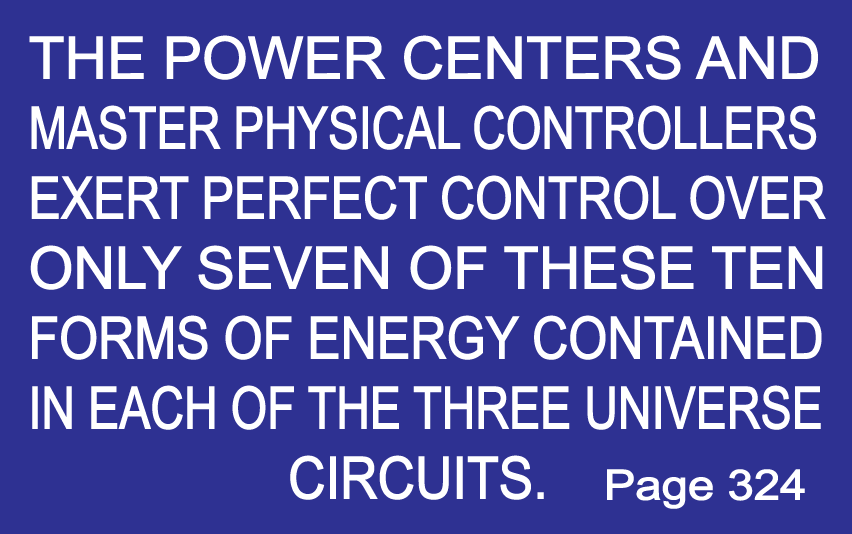 THE POWER CENTERS AND
MASTER PHYSICAL CONTROLLERS
EXERT PERFECT CONTROL OVER
ONLY SEVEN OF THESE TEN
FORMS OF ENERGY CONTAINED
IN EACH OF THE THREE UNIVERSE
CIRCUITS. Page 324